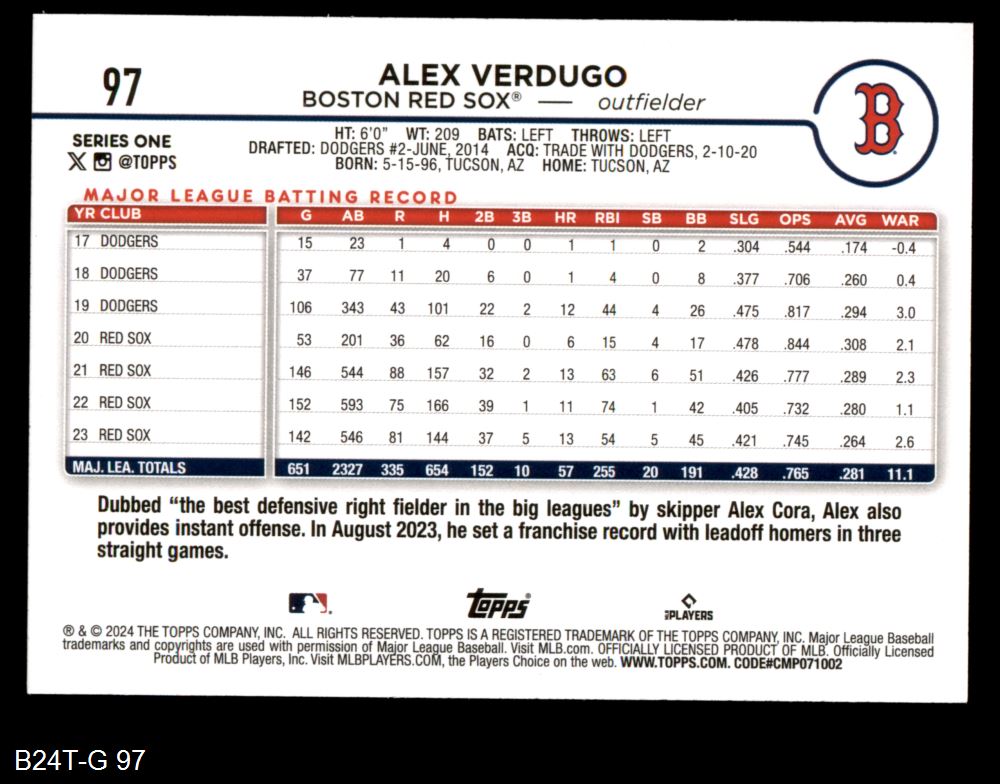 97
ALEX VERDUGO
BOSTON RED SOX® — outfielder
B
SERIES ONE
X @TOPPS
HT: 6'0" WT: 209 BATS: LEFT THROWS: LEFT
DRAFTED: DODGERS #2-JUNE, 2014 ACQ: TRADE WITH DODGERS, 2-10-20
BORN: 5-15-96, TUCSON, AZ HOME: TUCSON, AZ
MAJOR LEAGUE BATTING RECORD
YR CLUB G AB R H 2B 3B HR RBI SB BB SLG OPS AVG WAR
17 DODGERS 15 23 1 4 0 0 1 1 0 2 .304 .544 .174 -0.4
18 DODGERS 37 77 11 20 6 0 1 4 0 8 .377 .706 .260 0.4
19 DODGERS 106 343 43 101 22 2 12 44 4 26 .475 .817 .294 3.0
20 RED SOX 53 201 36 62 16 0 6 15 4 17 .478 .844 .308 2.1
21 RED SOX 146 544 88 157 32 2 13 63 6 51 .426 .777 .289 2.3
22 RED SOX 152 593 75 166 39 1 11 74 1 42 .405 .732 .280 1.1
23 RED SOX 142 546 81 144 37 5 13 54 5 45 .421 .745 .264 2.6
MAJ. LEA. TOTALS 651 2327 335 654 152 10 57 255 20 191 .428 .765 .281 11.1
Dubbed “the best defensive right fielder in the big leagues” by skipper Alex Cora, Alex also
provides instant offense. In August 2023, he set a franchise record with leadoff homers in three
straight games.
Topps®
MLB PLAYERS
® & © 2024 THE TOPPS COMPANY, INC. ALL RIGHTS RESERVED. TOPPS IS A REGISTERED TRADEMARK OF THE TOPPS COMPANY, INC. Major League Baseball
trademarks and copyrights are used with permission of Major League Baseball. Visit MLB.com. OFFICIALLY LICENSED PRODUCT OF MLB. Officially Licensed
Product of MLB Players, Inc. Visit MLBPLAYERS.COM, the Players Choice on the web. WWW.TOPPS.COM. CODE#CMP071002
B24T-G 97